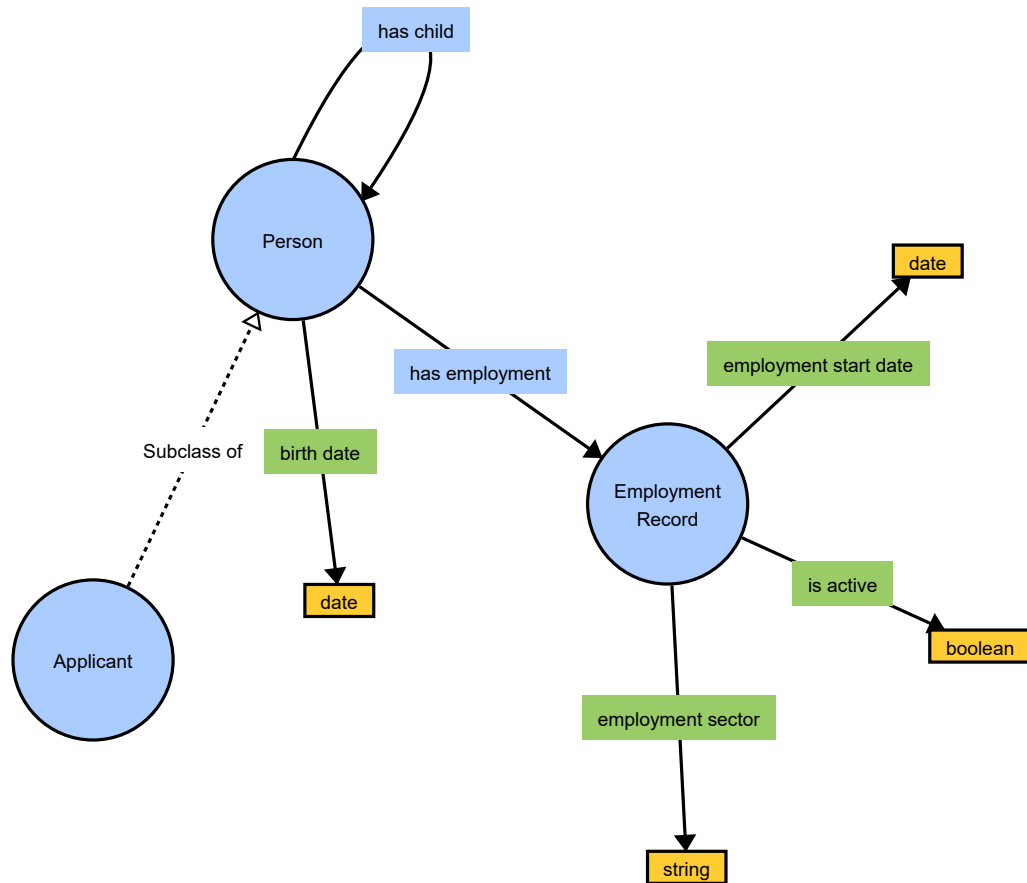 has child
Person
date
employment start date
has employment
Subclass of
birth date
Employment
Record
is active
date
boolean
Applicant
employment sector
string